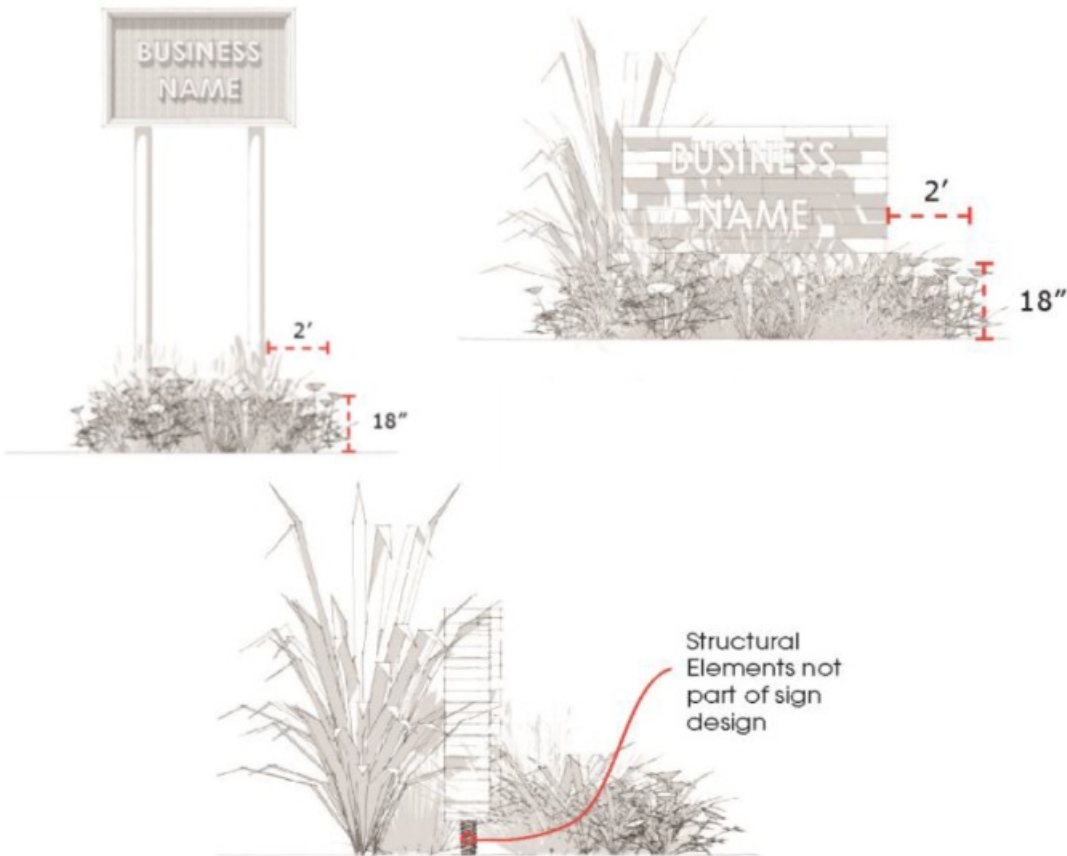 BUSINESS
NAME
2’
18”
BUSINESS
NAME
2’
18”
Structural
Elements not
part of sign
design